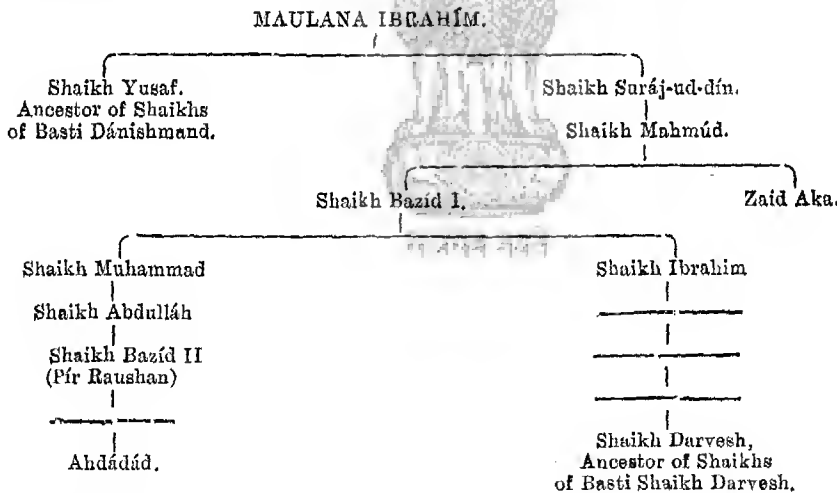 MAULANA IBRAHÍM.
Shaikh Yusaf.
Ancestor of Shaikhs
of Basti Dánishmand.
Shaikh Suráj-ud-dín.
Shaikh Mahmúd.
Shaikh Bazíd I.
Zaid Aka.
Shaikh Muhammad
Shaikh Abdulláh
Shaikh Bazíd II
(Pír Raushan)
Ahdádád.
Shaikh Ibrahim
Shaikh Darvesh,
Ancestor of Shaikhs
of Basti Shaikh Darvesh.